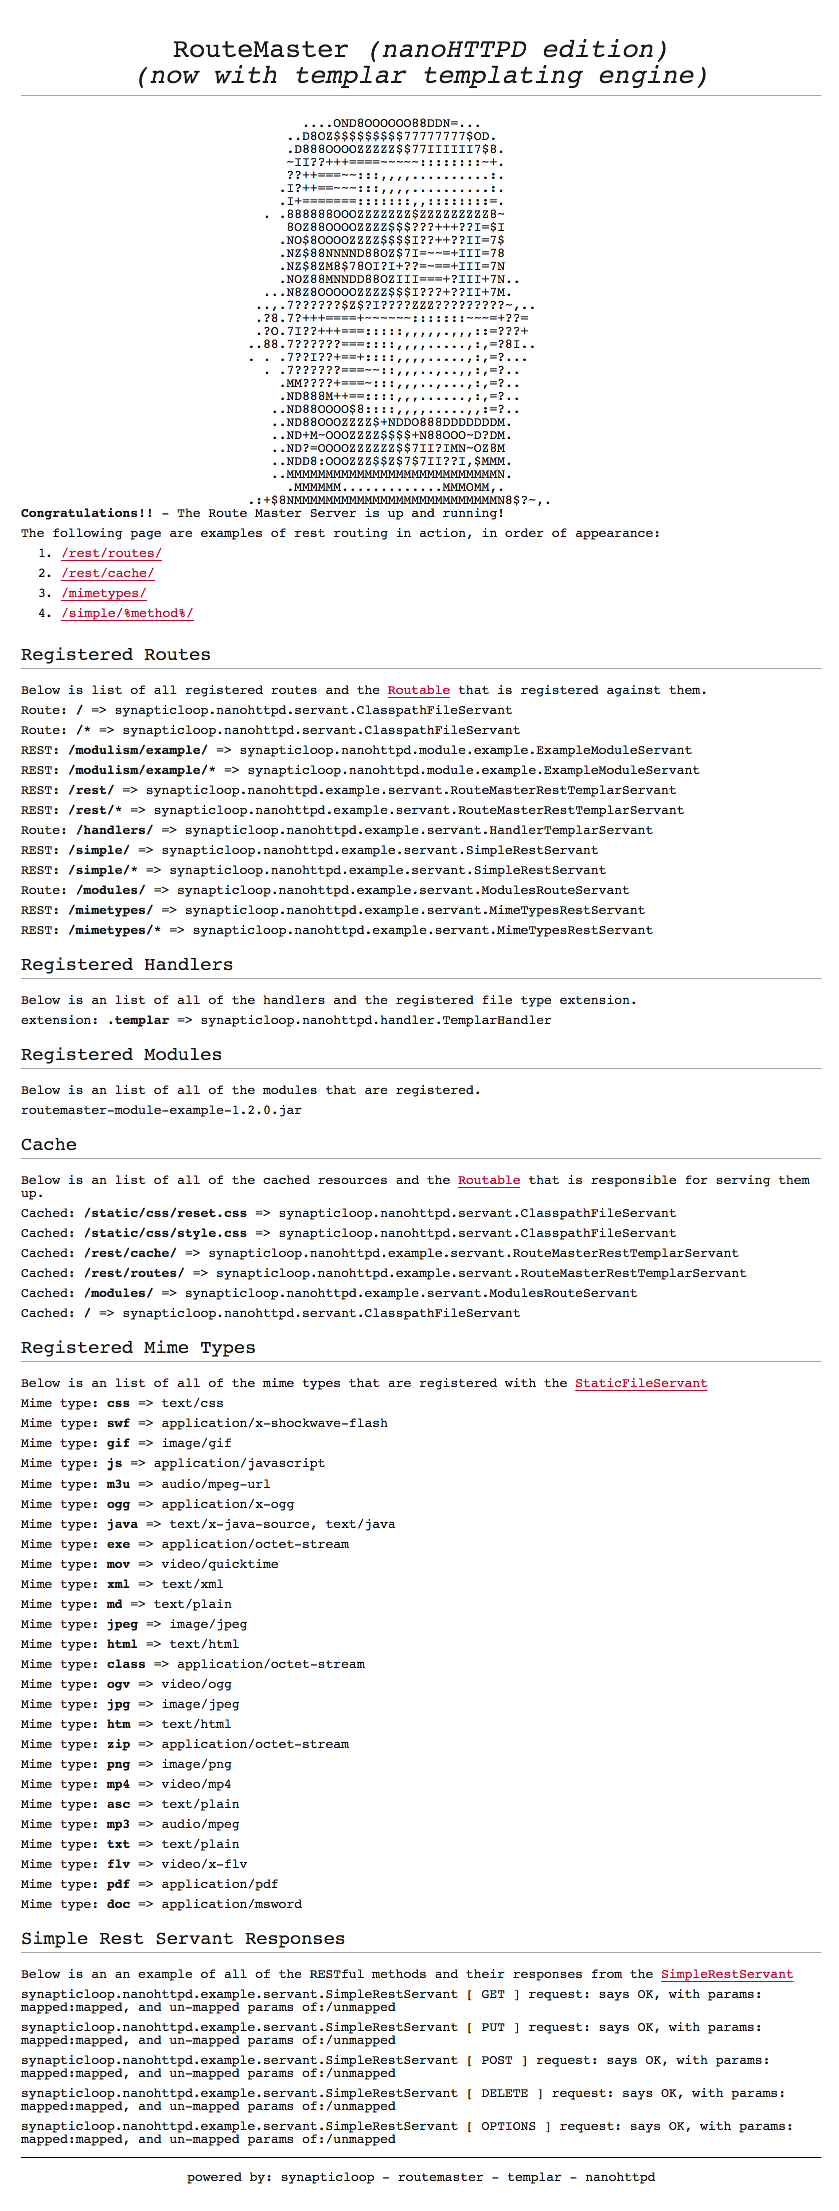 RouteMaster (nanoHTTPD edition)
(now with templar templating engine)
....OND8OOOOOO88DDN=...
..D8OZ$$$$$$$$$77777777$OD.
.D888OOOOZZZZZ$$77IIIIII7$8.
~II??+++====~~~~~::::::::~+.
??++===~~:::,,,,..........:.
.I?++==~~~:::,,,,..........:.
.I+=======:::::::,,::::::::=.
. .888888OOOZZZZZZZ$ZZZZZZZZZ8~
8OZ88OOOOZZZZ$$$???+++??I=$I
.NO$8OOOOZZZZ$$$$I??++??II=7$
.NZ$88NNNND88OZ$7I=~~=+III=78
.NZ$8ZM8$78OI?I+??=~==+III=7N
.NOZ88MNNDD88OZIII===+?III+7N..
...N8Z8OOOOOZZZZ$$$I???+??II+7M.
..,.7??????$Z$?I????ZZZ?????????~,..
.?8.7?+++====+~~~~~~:::::::~~~=+??=
.?O.7I??+++===:::::,,,,,.,,,::=???+
..88.7??????===::::,,,,.....,:,=?8I..
. . .7??I??+==+::::,,,,.....,:,=?...
. .7??????===~~::,,,..,..,,:,=?..
.MM????+===~:::,,,..,..,:,=?..
.ND888M++==::::,,,......,:,=?..
..ND88OOOO$8::::,,,,.....,,:=?..
..ND88OOOZZZZ$+NDDO888DDDDDDDM.
..ND+M~OOOZZZZ$$$$+N88OOO~D?DM.
..ND?=OOOOZZZZZZ$$7II?IMN~OZ8M
..NDD8:OOOZZZ$$Z$7$7II??I,$MMM.
..MMMMMMMMMMMMMMMMMMMMMMMMMMMN.
.MMMMMM.............MMMOMM,.
.:+$8NMMMMMMMMMMMMMMMMMMMMMMMMMMN8$?~,.
Congratulations!! - The Route Master Server is up and running!
The following page are examples of rest routing in action, in order of appearance:
1. /rest/routes/
2. /rest/cache/
3. /mimetypes/
4. /simple/%method%/
Registered Routes
Below is list of all registered routes and the Routable that is registered against them.
Route: / => synapticloop.nanohttpd.servant.ClasspathFileServant
Route: /* => synapticloop.nanohttpd.servant.ClasspathFileServant
REST: /modulism/example/ => synapticloop.nanohttpd.module.example.ExampleModuleServant
REST: /modulism/example/* => synapticloop.nanohttpd.module.example.ExampleModuleServant
REST: /rest/ => synapticloop.nanohttpd.example.servant.RouteMasterRestTemplarServant
REST: /rest/* => synapticloop.nanohttpd.example.servant.RouteMasterRestTemplarServant
Route: /handlers/ => synapticloop.nanohttpd.example.servant.HandlerTemplarServant
REST: /simple/ => synapticloop.nanohttpd.example.servant.SimpleRestServant
REST: /simple/* => synapticloop.nanohttpd.example.servant.SimpleRestServant
Route: /modules/ => synapticloop.nanohttpd.example.servant.ModulesRouteServant
REST: /mimetypes/ => synapticloop.nanohttpd.example.servant.MimeTypesRestServant
REST: /mimetypes/* => synapticloop.nanohttpd.example.servant.MimeTypesRestServant
Registered Handlers
Below is an list of all of the handlers and the registered file type extension.
extension: .templar => synapticloop.nanohttpd.handler.TemplarHandler
Registered Modules
Below is an list of all of the modules that are registered.
routemaster-module-example-1.2.0.jar
Cache
Below is an list of all of the cached resources and the Routable that is responsible for serving them
up.
Cached: /static/css/reset.css => synapticloop.nanohttpd.servant.ClasspathFileServant
Cached: /static/css/style.css => synapticloop.nanohttpd.servant.ClasspathFileServant
Cached: /rest/cache/ => synapticloop.nanohttpd.example.servant.RouteMasterRestTemplarServant
Cached: /rest/routes/ => synapticloop.nanohttpd.example.servant.RouteMasterRestTemplarServant
Cached: /modules/ => synapticloop.nanohttpd.example.servant.ModulesRouteServant
Cached: / => synapticloop.nanohttpd.servant.ClasspathFileServant
Registered Mime Types
Below is an list of all of the mime types that are registered with the StaticFileServant
Mime type: css => text/css
Mime type: swf => application/x-shockwave-flash
Mime type: gif => image/gif
Mime type: js => application/javascript
Mime type: m3u => audio/mpeg-url
Mime type: ogg => application/x-ogg
Mime type: java => text/x-java-source, text/java
Mime type: exe => application/octet-stream
Mime type: mov => video/quicktime
Mime type: xml => text/xml
Mime type: md => text/plain
Mime type: jpeg => image/jpeg
Mime type: html => text/html
Mime type: class => application/octet-stream
Mime type: ogv => video/ogg
Mime type: jpg => image/jpeg
Mime type: htm => text/html
Mime type: zip => application/octet-stream
Mime type: png => image/png
Mime type: mp4 => video/mp4
Mime type: asc => text/plain
Mime type: mp3 => audio/mpeg
Mime type: txt => text/plain
Mime type: flv => video/x-flv
Mime type: pdf => application/pdf
Mime type: doc => application/msword
Simple Rest Servant Responses
Below is an an example of all of the RESTful methods and their responses from the SimpleRestServant
synapticloop.nanohttpd.example.servant.SimpleRestServant [ GET ] request: says OK, with params:
mapped:mapped, and un-mapped params of:/unmapped
synapticloop.nanohttpd.example.servant.SimpleRestServant [ PUT ] request: says OK, with params:
mapped:mapped, and un-mapped params of:/unmapped
synapticloop.nanohttpd.example.servant.SimpleRestServant [ POST ] request: says OK, with params:
mapped:mapped, and un-mapped params of:/unmapped
synapticloop.nanohttpd.example.servant.SimpleRestServant [ DELETE ] request: says OK, with params:
mapped:mapped, and un-mapped params of:/unmapped
synapticloop.nanohttpd.example.servant.SimpleRestServant [ OPTIONS ] request: says OK, with params:
mapped:mapped, and un-mapped params of:/unmapped
powered by: synapticloop - routemaster - templar - nanohttpd